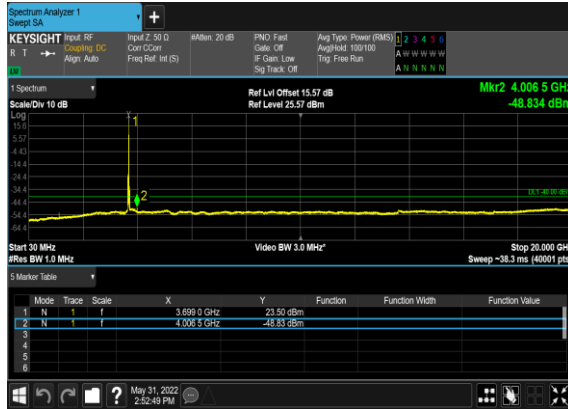 Spectrum Analyzer 1
Swept SA
+
KEYSIGHT Input: RF Input Z: 50 Ω #Atten: 20 dB PNO: Fast Avg Type: Power (RMS) 1 2 3 4 5 6
R T Coupling: DC Corr CCorr Gate: Off Avg|Hold: 100/100 A W W W W W
Align: Auto Freq Ref: Int (S) IF Gain: Low Trig: Free Run
Sig Track: Off A N N N N N
1 Spectrum
Ref Lvl Offset 15.57 dB
Mkr2 4.006 5 GHz
Scale/Div 10 dB
Ref Level 25.57 dBm
-48.834 dBm
Log
15.6
5.57
-4.43
-14.4
-24.4
-34.4
-44.4
-54.4
-64.4
1
2
DL1 -40.00 dBm
Start 30 MHz
Video BW 3.0 MHz*
Stop 20.000 GHz
#Res BW 1.0 MHz
Sweep ~38.3 ms (40001 pts)
5 Marker Table
Mode Trace Scale X Y Function Function Width Function Value
1 N 1 f 3.699 0 GHz 23.50 dBm
2 N 1 f 4.006 5 GHz -48.83 dBm
3
4
5
6
?
May 31, 2022
2:52:49 PM